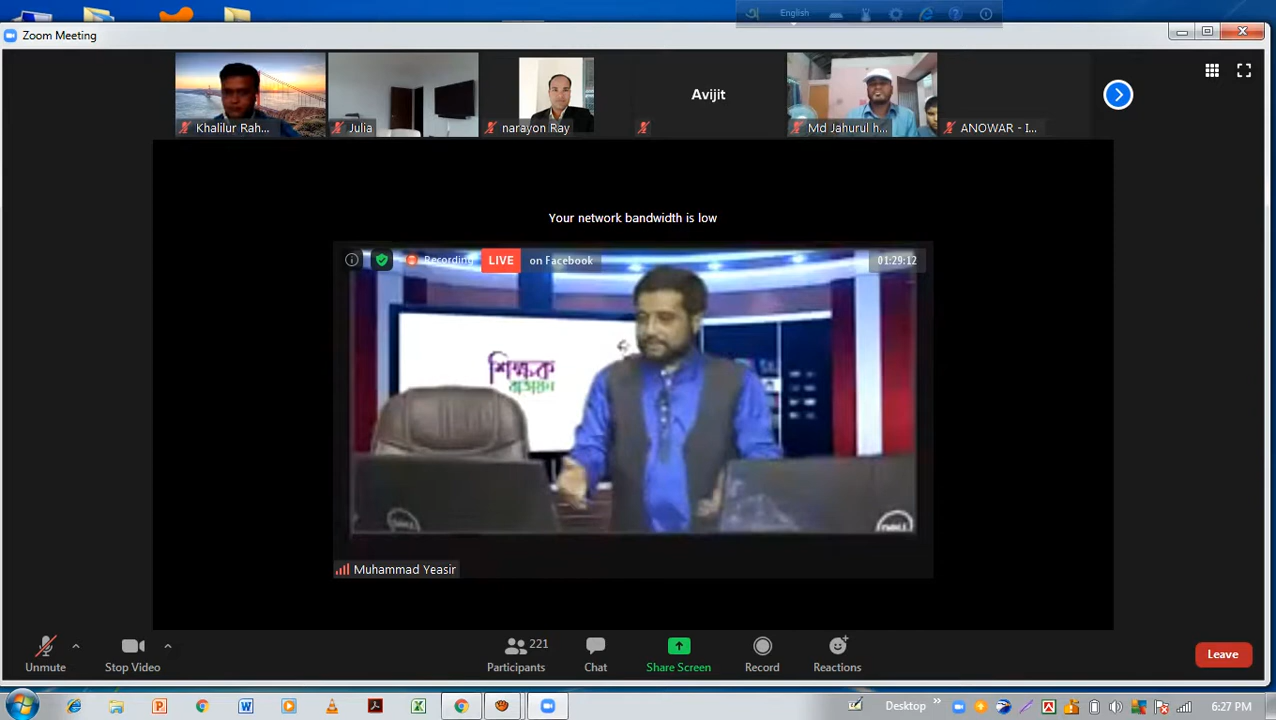 English
Zoom Meeting
Khalilur Rah...
Julia
narayon Ray
Avijit
Md Jahurul h...
ANOWAR - I...
Your network bandwidth is low
Recording
LIVE
on Facebook
01:29:12
শিক্ষক
বাতায়ন
DELL
DELL
Muhammad Yeasir
221
Unmute
Stop Video
Participants
Chat
Share Screen
Record
Reactions
Leave
Desktop
6:27 PM